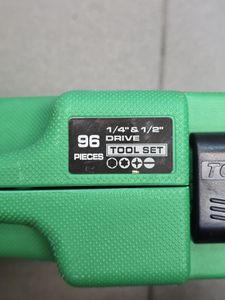 96
PIECES
1/4" & 1/2"
DRIVE
TOOL SET